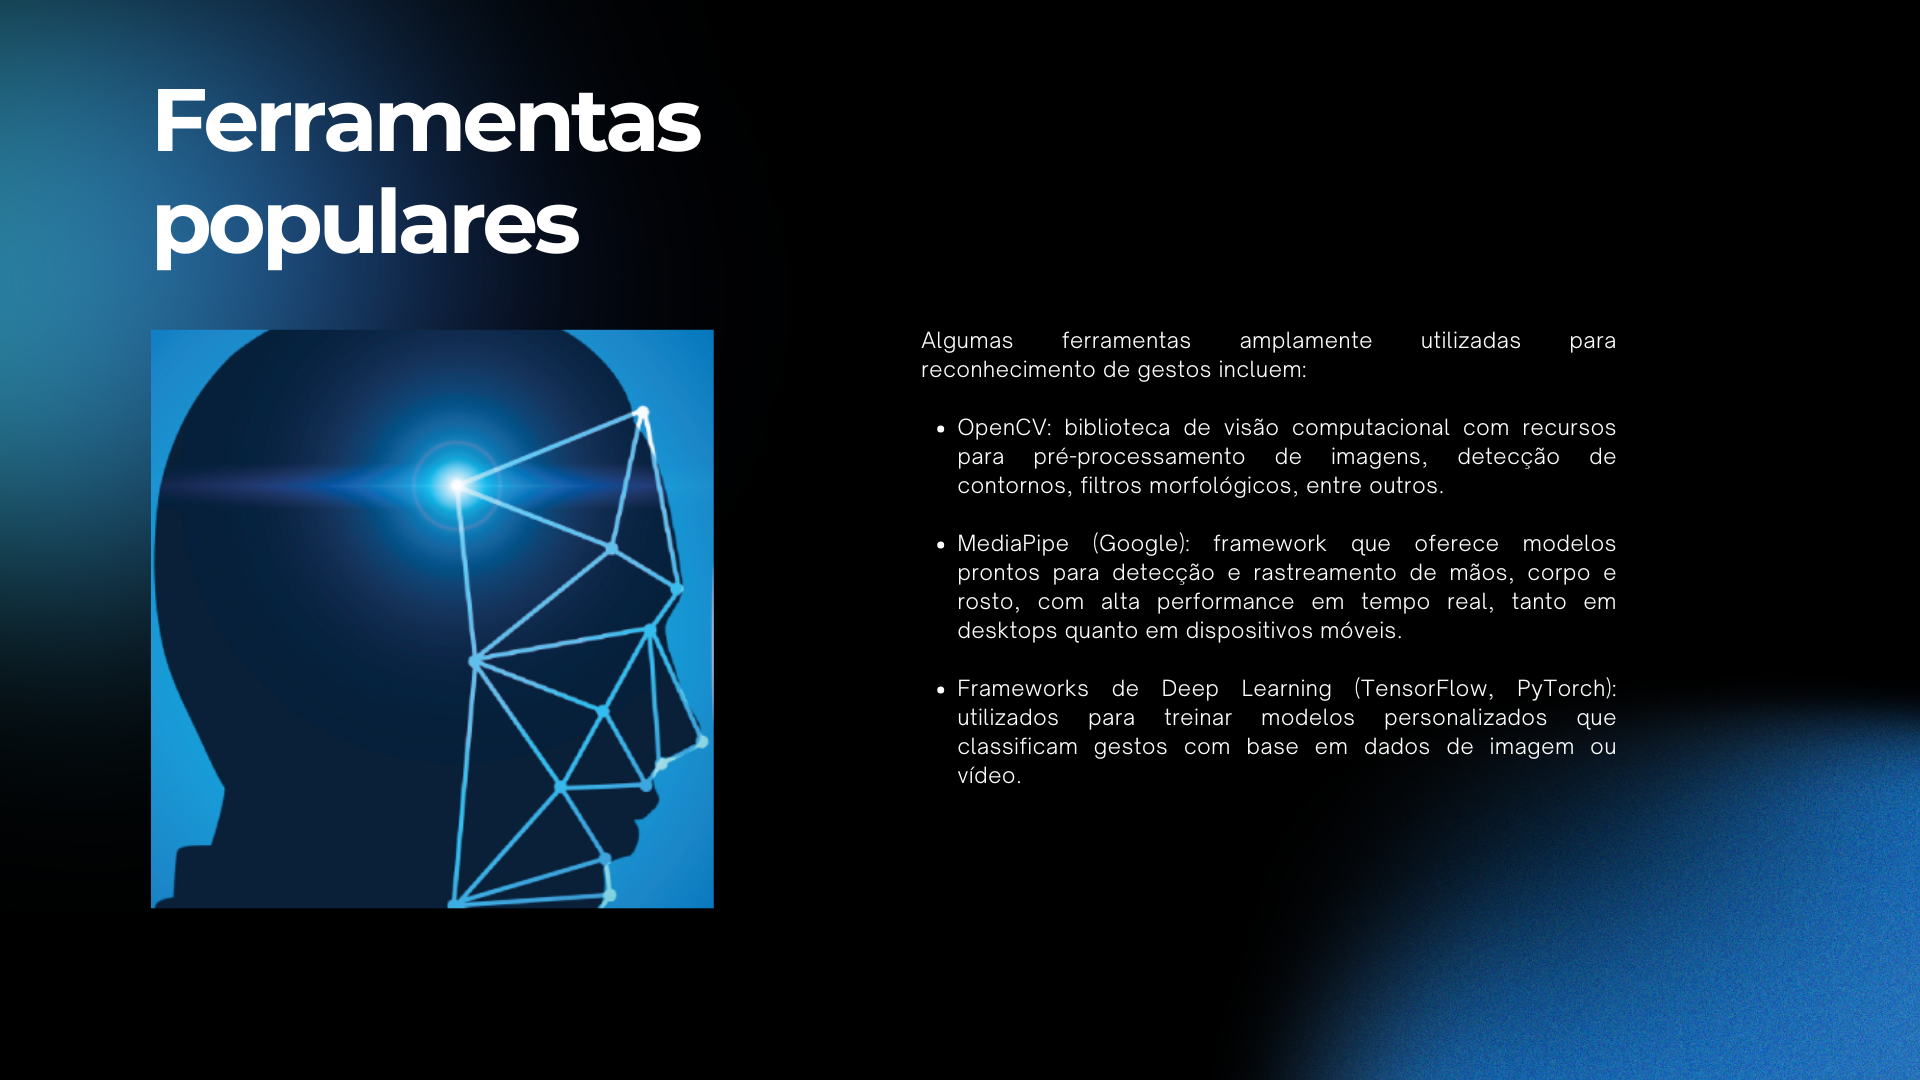 Ferramentas
populares
Algumas ferramentas amplamente utilizadas para
reconhecimento de gestos incluem:
• OpenCV: biblioteca de visão computacional com recursos
para pré-processamento de imagens, detecção de
contornos, filtros morfológicos, entre outros.
• MediaPipe (Google): framework que oferece modelos
prontos para detecção e rastreamento de mãos, corpo e
rosto, com alta performance em tempo real, tanto em
desktops quanto em dispositivos móveis.
• Frameworks de Deep Learning (TensorFlow, PyTorch):
utilizados para treinar modelos personalizados que
classificam gestos com base em dados de imagem ou
vídeo.